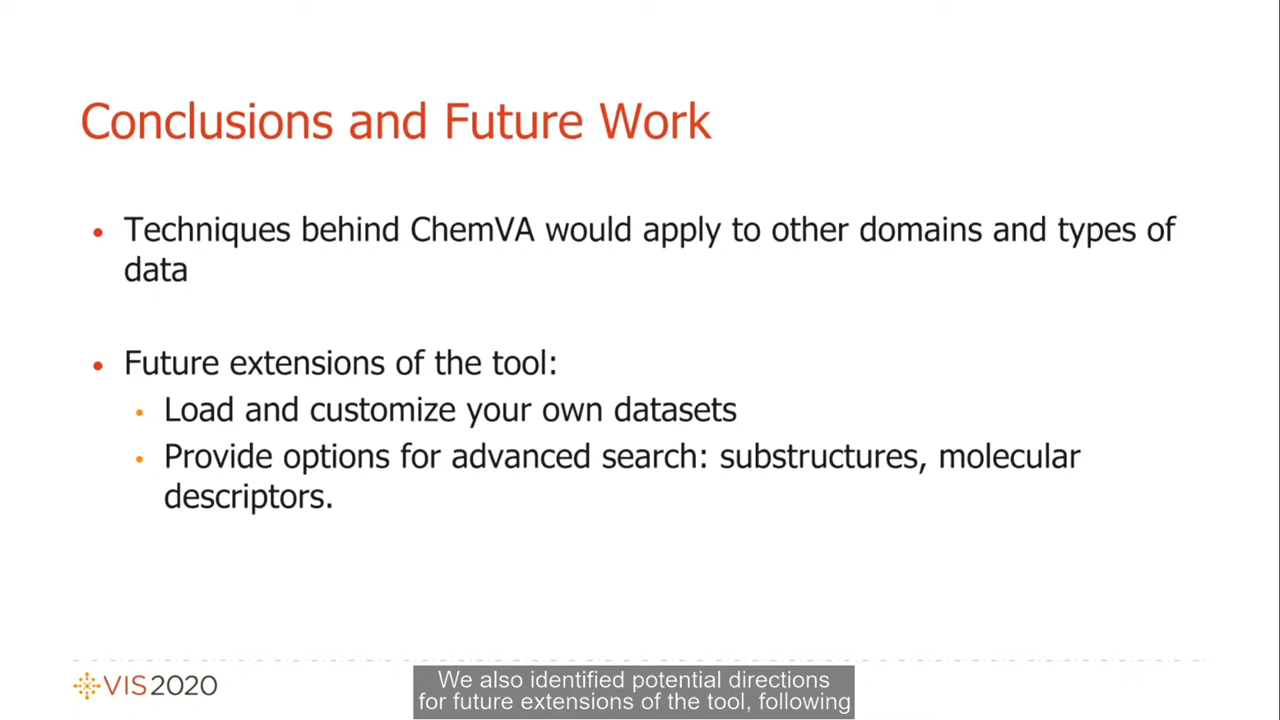 Conclusions and Future Work
• Techniques behind ChemVA would apply to other domains and types of
data
• Future extensions of the tool:
• Load and customize your own datasets
• Provide options for advanced search: substructures, molecular
descriptors.
VIS2020
We also identified potential directions
for future extensions of the tool, following